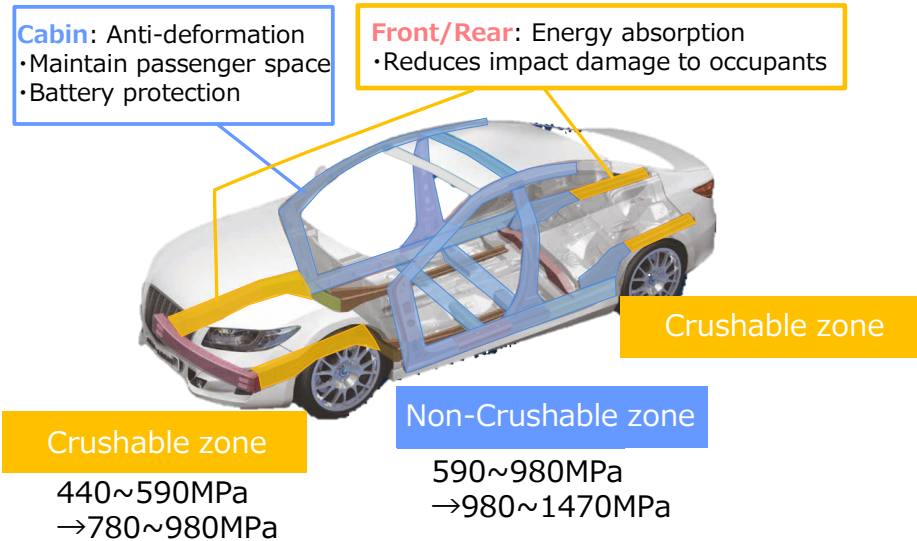 Cabin: Anti-deformation
・Maintain passenger space
・Battery protection
Front/Rear: Energy absorption
・Reduces impact damage to occupants
Crushable zone
Non-Crushable zone
Crushable zone
440~590MPa
→780~980MPa
590~980MPa
→980~1470MPa